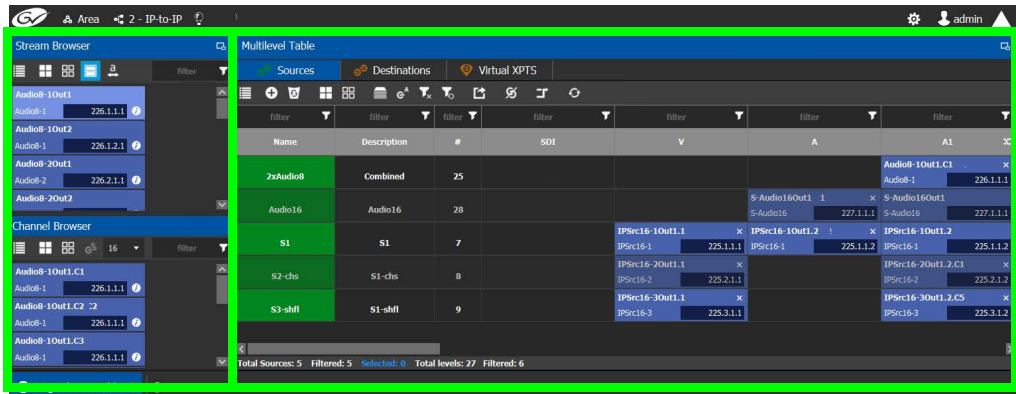 GV Area 2 - IP-to-IP admin
Stream Browser
a filter
Audio8-1Out1
Audio8-1 226.1.1.1
Audio8-1Out2
Audio8-1 226.1.2.1
Audio8-2Out1
Audio8-2 226.2.1.1
Audio8-2Out2
Channel Browser
16 filter
Audio8-1Out1.C1
Audio8-1 226.1.1.1
Audio8-1Out1.C2
Audio8-1 226.1.1.1
Audio8-1Out1.C3
Audio8-1 226.1.1.1
Multilevel Table
Sources Destinations Virtual XPTS
filter filter filter filter filter filter filter
Name Description # SDI V A A1
2xAudio8 Combined 25 Audio8-1Out1.C1 x
Audio8-1 226.1.1.1
Audio16 Audio16 28 S-Audio16Out1 1 x S-Audio16Out1
S-Audio16 227.1.1.1 S-Audio16 227.1.1.1
S1 S1 7 IPSrc16-1Out1.1 x IPSrc16-1Out1.2 x IPSrc16-1Out1.2
IPSrc16-1 225.1.1.1 IPSrc16-1 225.1.1.2 IPSrc16-1 225.1.1.2
S2-chs S1-chs 8 IPSrc16-2Out1.1 x IPSrc16-2Out1.2.C1 x
IPSrc16-2 225.2.1.1 IPSrc16-2 225.2.1.2
S3-shfl S1-shfl 9 IPSrc16-3Out1.1 x IPSrc16-3Out1.2.C5 x
IPSrc16-3 225.3.1.1 IPSrc16-3 225.3.1.2
Total Sources: 5 Filtered: 5 Selected: 0 Total levels: 27 Filtered: 6